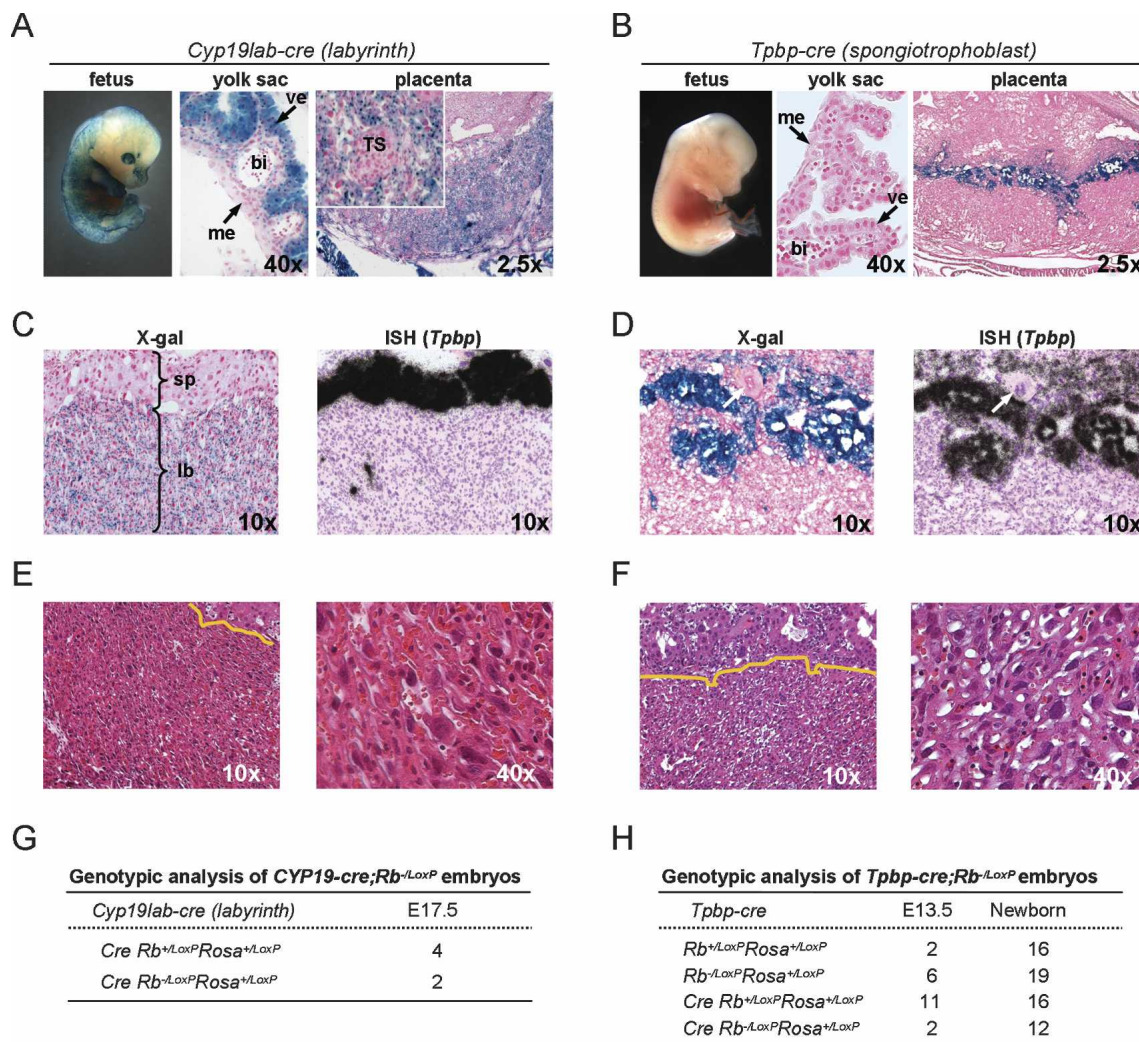 A
Cyp19lab-cre (labyrinth)
fetus yolk sac placenta
ve
TS
bi
me
40x
2.5x
B
Tpbp-cre (spongiotrophoblast)
fetus yolk sac placenta
me
ve
bi
40x
2.5x
C
X-gal ISH (Tpbp)
sp
lb
10x
10x
D
X-gal ISH (Tpbp)
10x
10x
E
10x
40x
F
10x
40x
G
Genotypic analysis of CYP19-cre;Rb-/LoxP embryos
Cyp19lab-cre (labyrinth) E17.5
Cre Rb+/LoxPRosa+/LoxP 4
Cre Rb-/LoxPRosa+/LoxP 2
H
Genotypic analysis of Tpbp-cre;Rb-/LoxP embryos
Tpbp-cre E13.5 Newborn
Rb+/LoxPRosa+/LoxP 2 16
Rb-/LoxPRosa+/LoxP 6 19
Cre Rb+/LoxPRosa+/LoxP 11 16
Cre Rb-/LoxPRosa+/LoxP 2 12